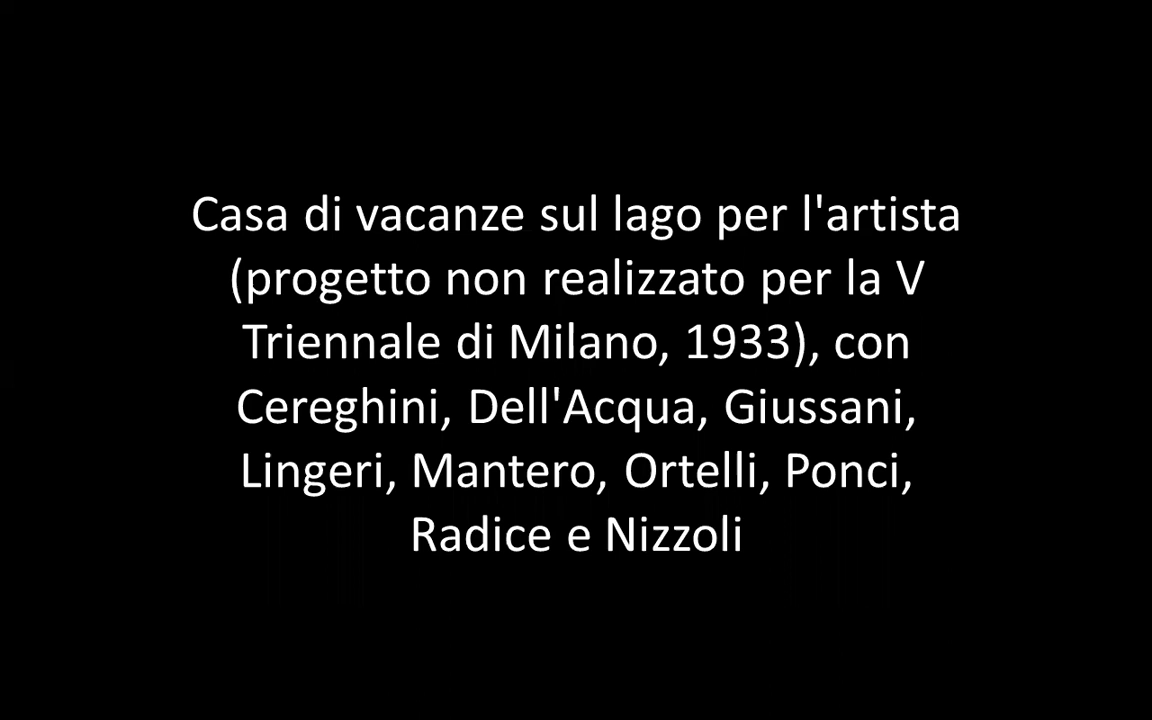 Casa di vacanze sul lago per l'artista
(progetto non realizzato per la V
Triennale di Milano, 1933), con
Cereghini, Dell'Acqua, Giussani,
Lingeri, Mantero, Ortelli, Ponci,
Radice e Nizzoli